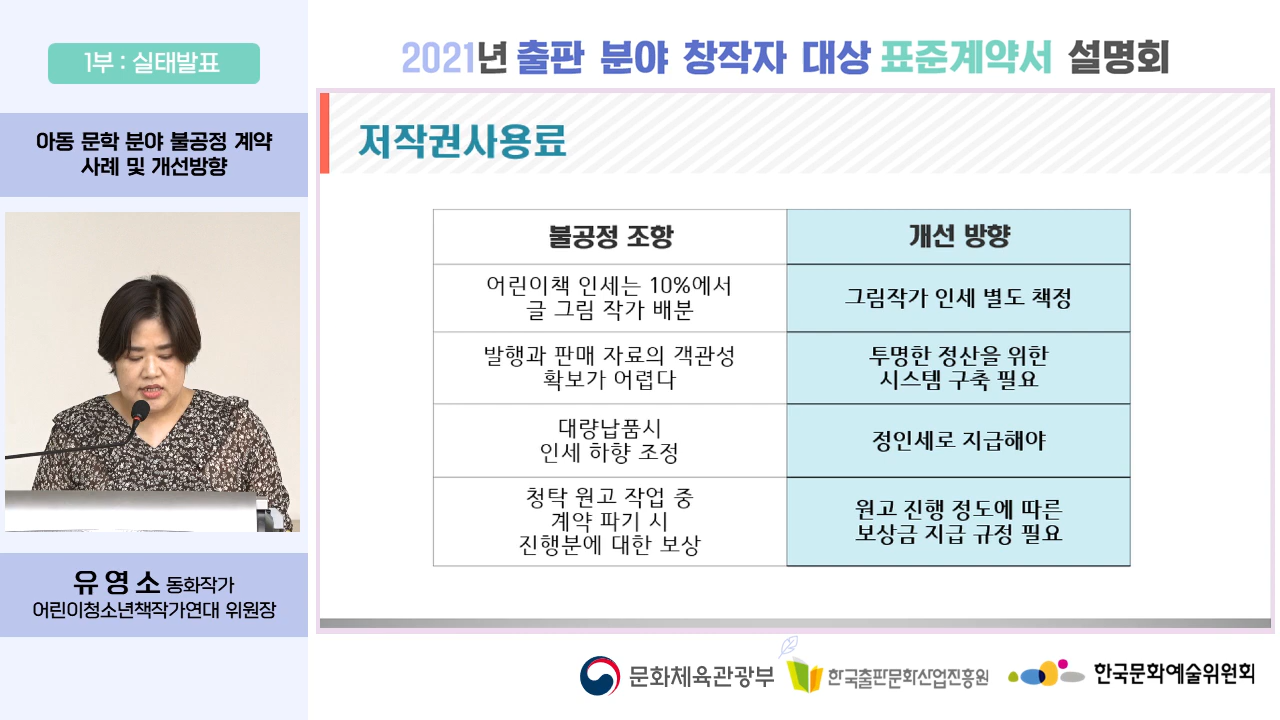 1부 : 실태발표
2021년 출판 분야 창작자 대상 표준계약서 설명회
아동 문학 분야 불공정 계약
사례 및 개선방향
유영소 동화작가
어린이청소년책작가연대 위원장
저작권사용료
불공정 조항
개선 방향
어린이책 인세는 10%에서
글 그림 작가 배분
그림작가 인세 별도 책정
발행과 판매 자료의 객관성
확보가 어렵다
투명한 정산을 위한
시스템 구축 필요
대량납품시
인세 하향 조정
정인세로 지급해야
청탁 원고 작업 중
계약 파기 시
진행분에 대한 보상
원고 진행 정도에 따른
보상금 지급 규정 필요
문화체육관광부
한국출판문화산업진흥원
한국문화예술위원회